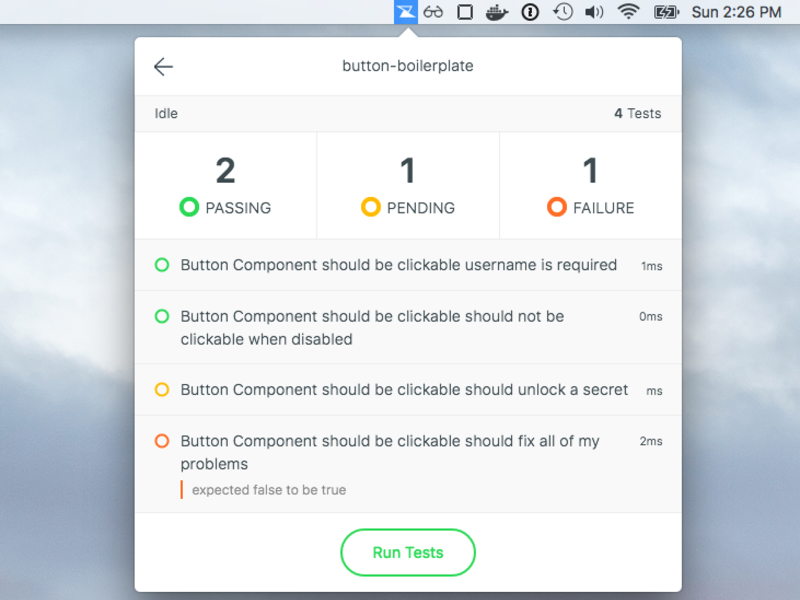 Sun 2:26 PM
button-boilerplate
Idle
4 Tests
2
1
1
PASSING
PENDING
FAILURE
Button Component should be clickable username is required
1ms
Button Component should be clickable should not be
0ms
clickable when disabled
Button Component should be clickable should unlock a secret
ms
Button Component should be clickable should fix all of my
2ms
problems
expected false to be true
Run Tests